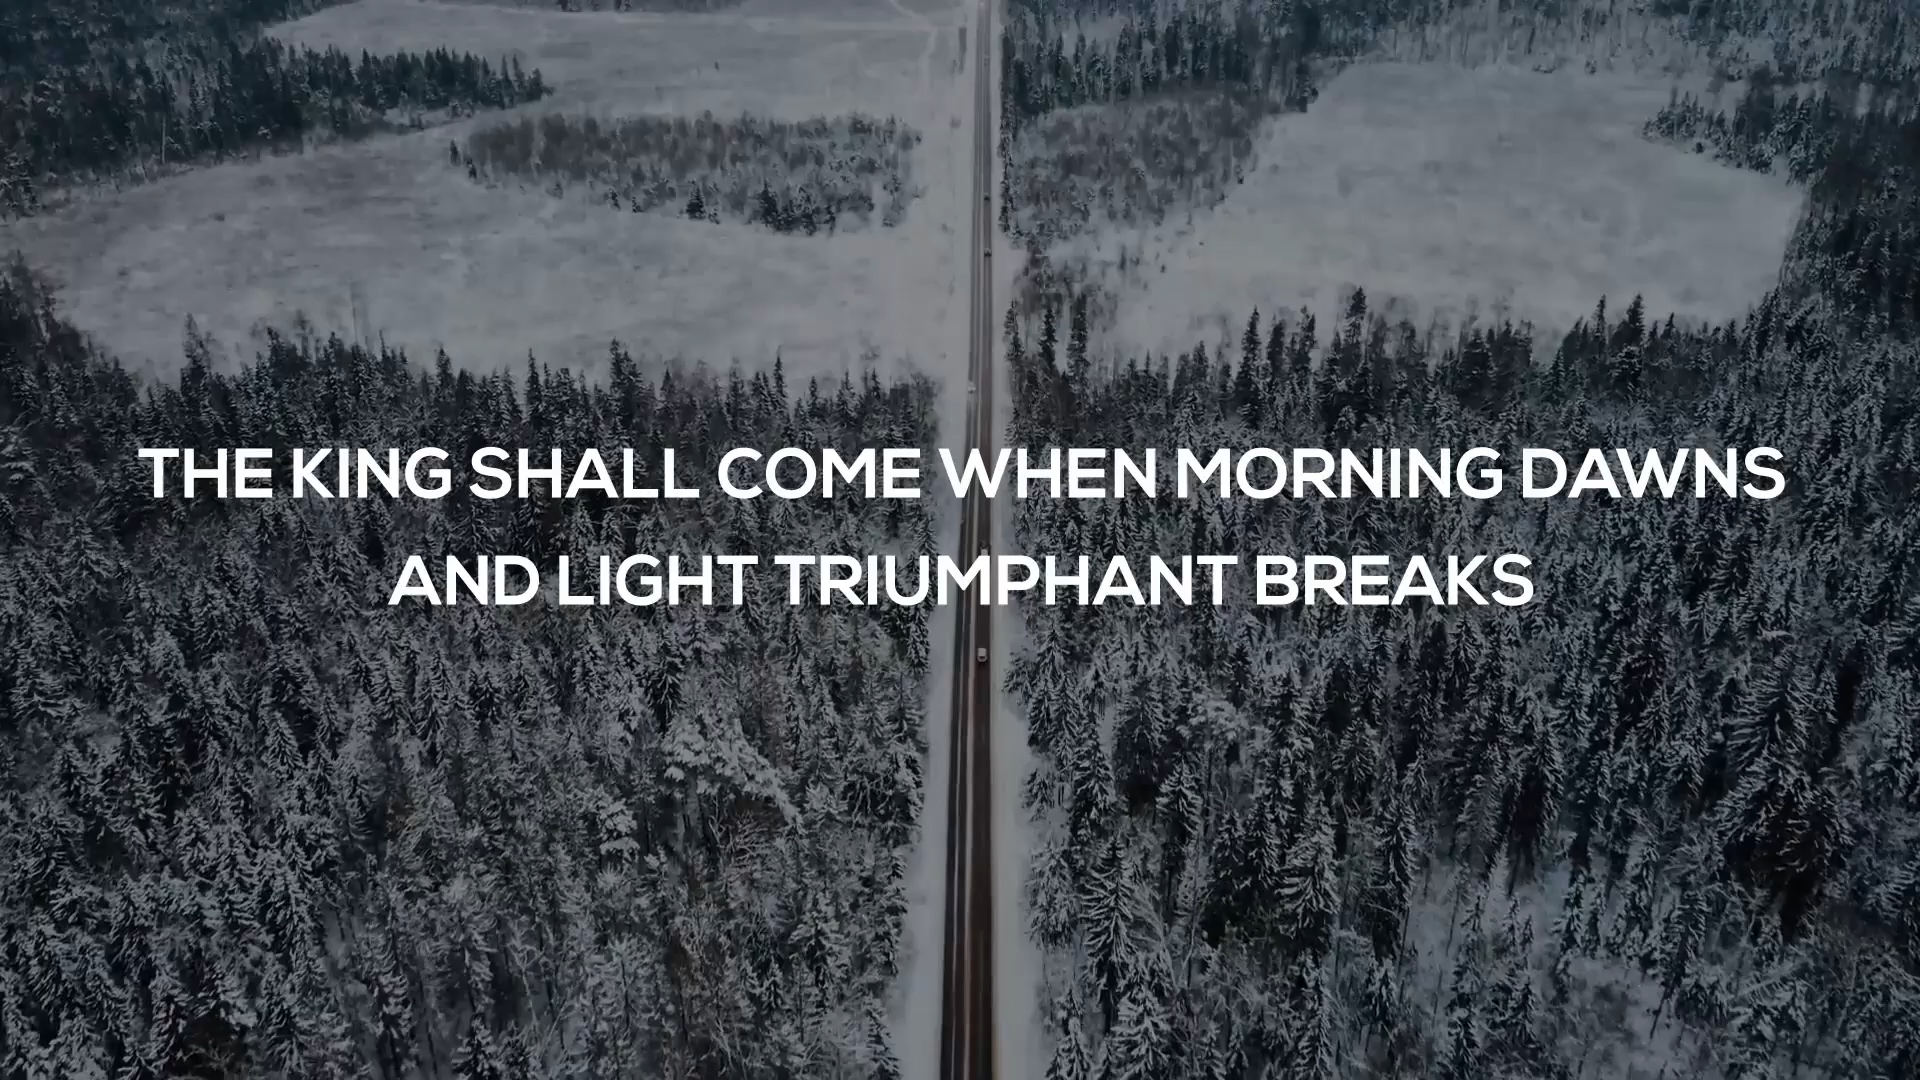 THE KING SHALL COME WHEN MORNING DAWNS
AND LIGHT TRIUMPHANT BREAKS